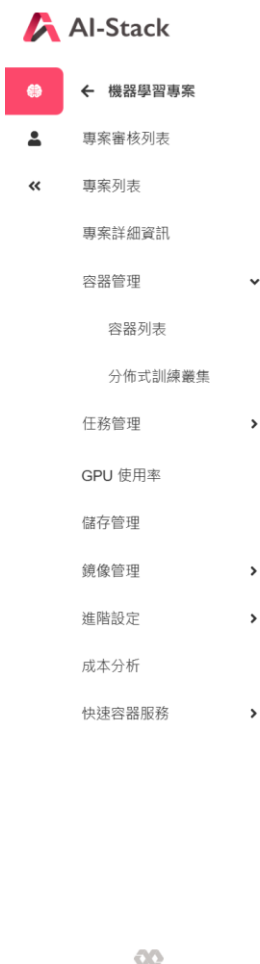 AI-Stack
機器學習專案
專案審核列表
專案列表
專案詳細資訊
容器管理
容器列表
分佈式訓練叢集
任務管理
GPU 使用率
儲存管理
鏡像管理
進階設定
成本分析
快速容器服務